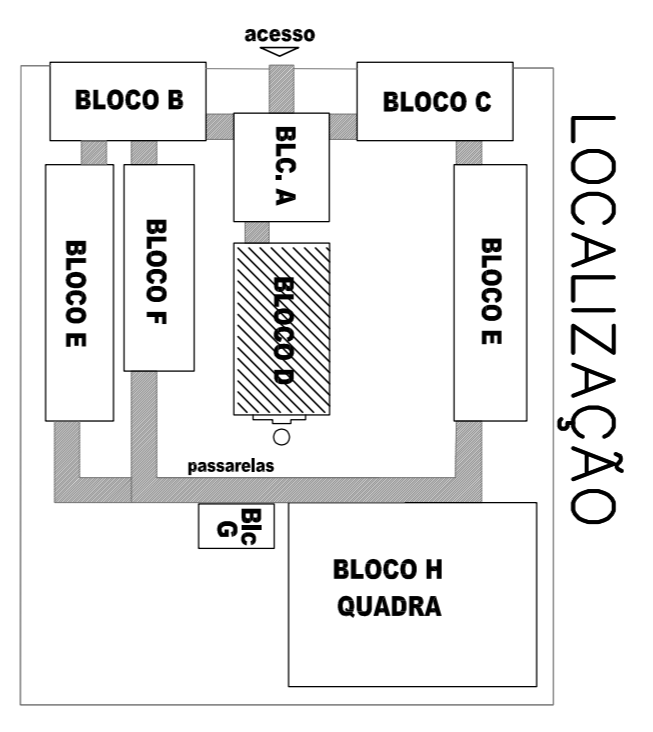 acesso
BLOCO B
BLOCO C
BLC. A
BLOCO E
BLOCO F
BLOCO D
BLOCO E
LOCALIZAÇÃO
passarelas
Blc
G
BLOCO H
QUADRA